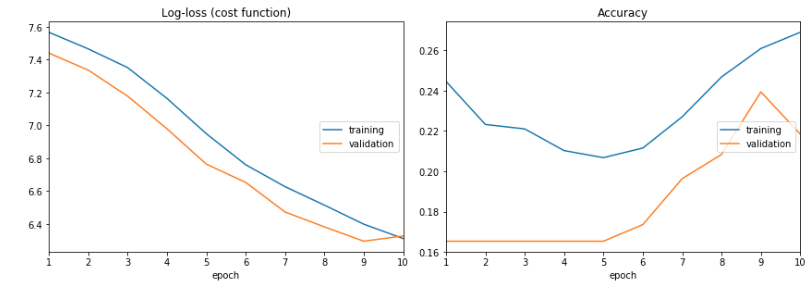 Log-loss (cost function)
7.6
7.4
7.2
7.0
6.8
6.6
6.4
1 2 3 4 5 6 7 8 9 10
epoch
training
validation
Accuracy
0.26
0.24
0.22
0.20
0.18
0.16
1 2 3 4 5 6 7 8 9 10
epoch
training
validation